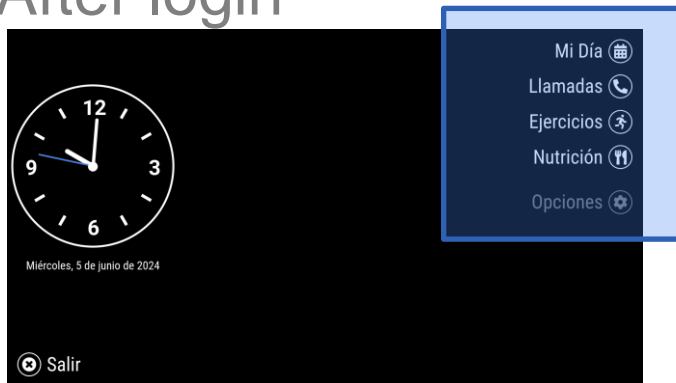 After login
Mi Día
Llamadas
Ejercicios
Nutrición
Opciones
12
9
3
6
Miércoles, 5 de junio de 2024
Salir